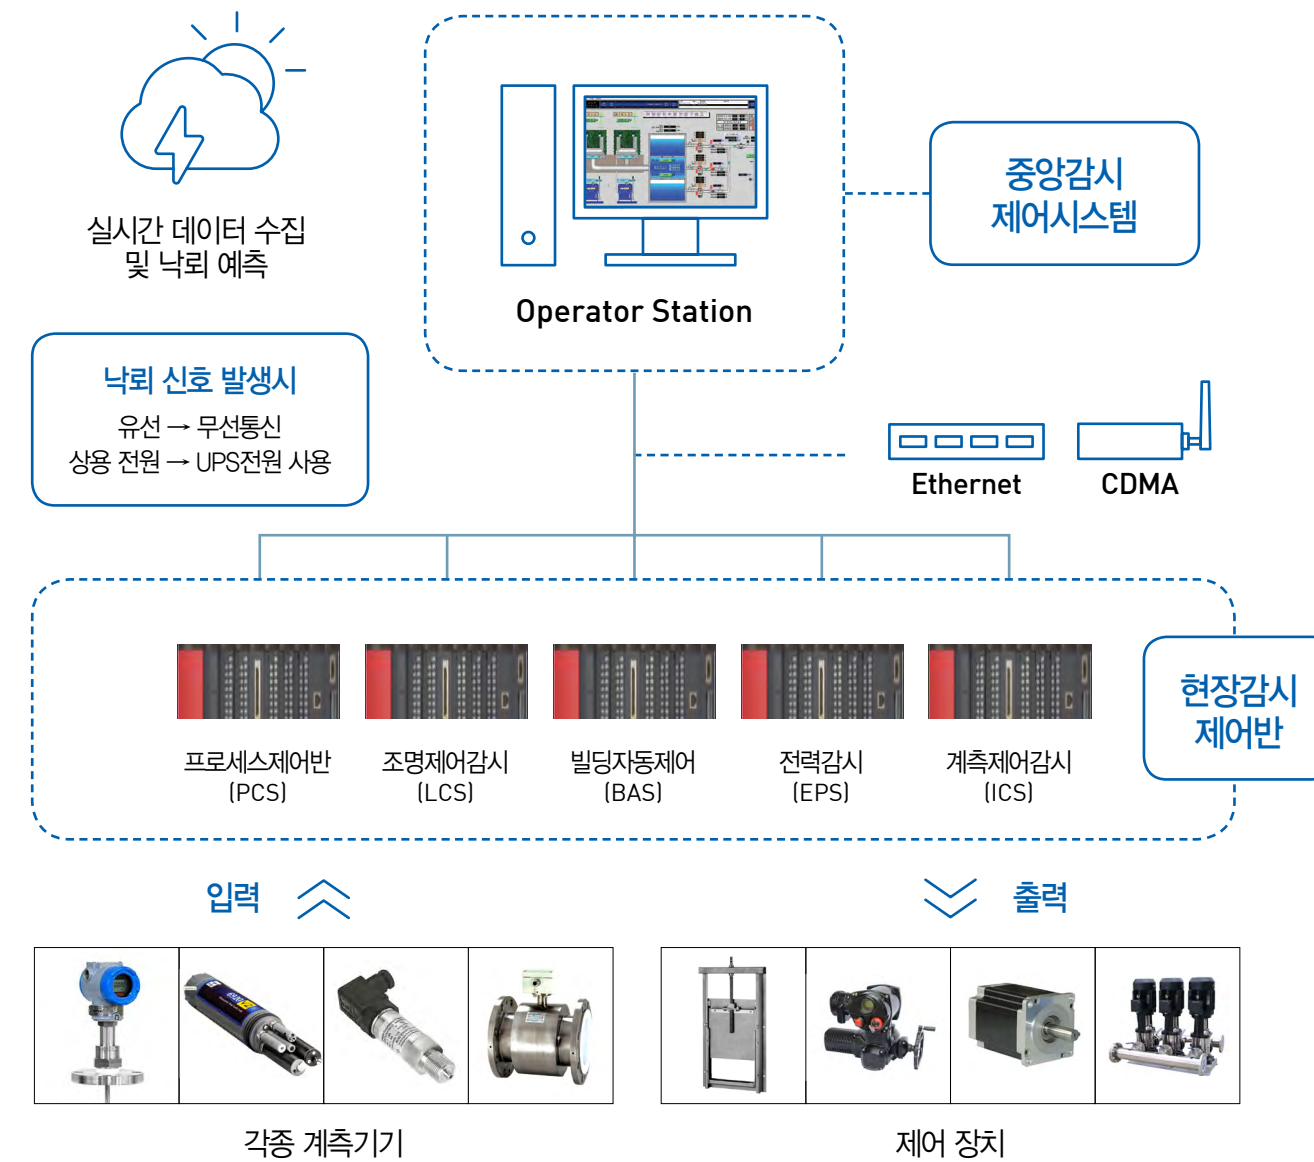 실시간 데이터 수집
및 낙뢰 예측
Operator Station
중앙감시
제어시스템
낙뢰 신호 발생시
유선 → 무선통신
상용 전원 → UPS전원 사용
Ethernet
CDMA
현장감시
제어반
프로세스제어반
(PCS)
조명제어감시
(LCS)
빌딩자동제어
(BAS)
전력감시
(EPS)
계측제어감시
(ICS)
입력
출력
각종 계측기기
제어 장치